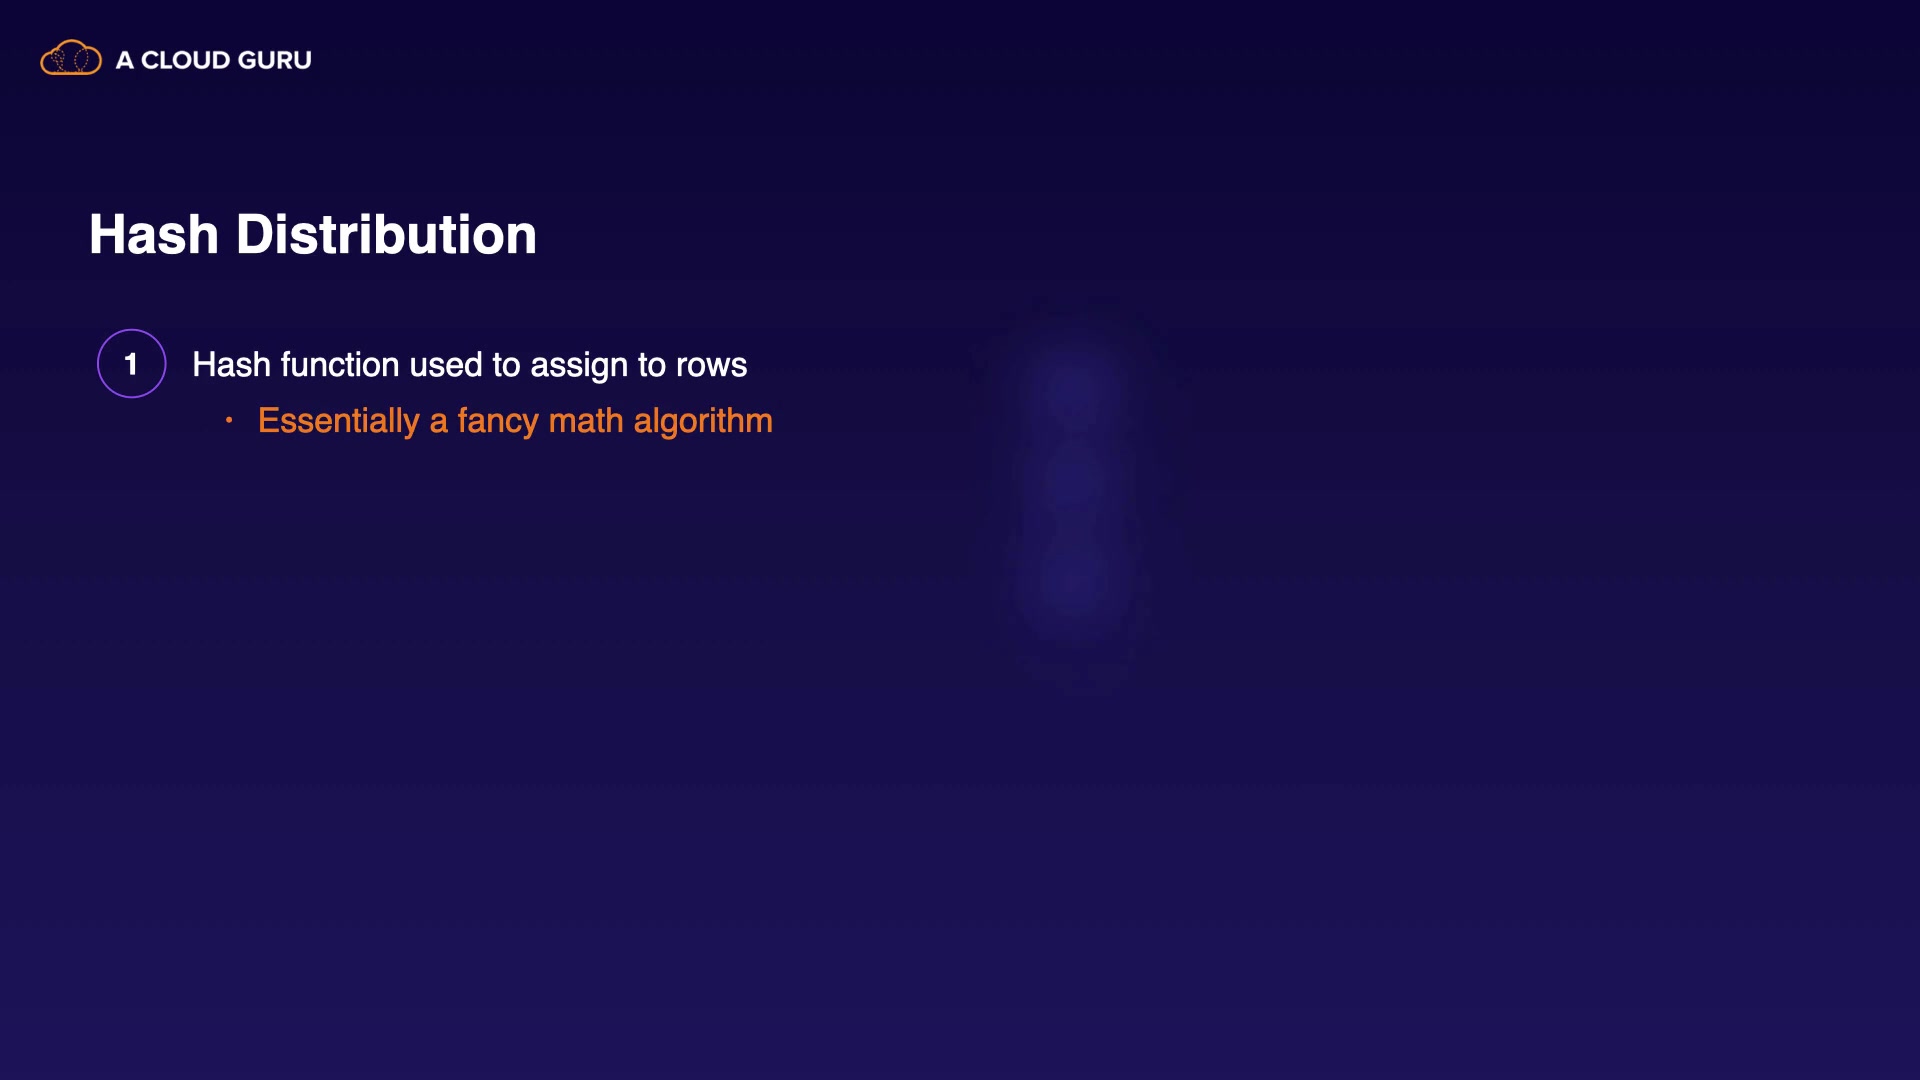 A CLOUD GURU
Hash Distribution
1 Hash function used to assign to rows
• Essentially a fancy math algorithm